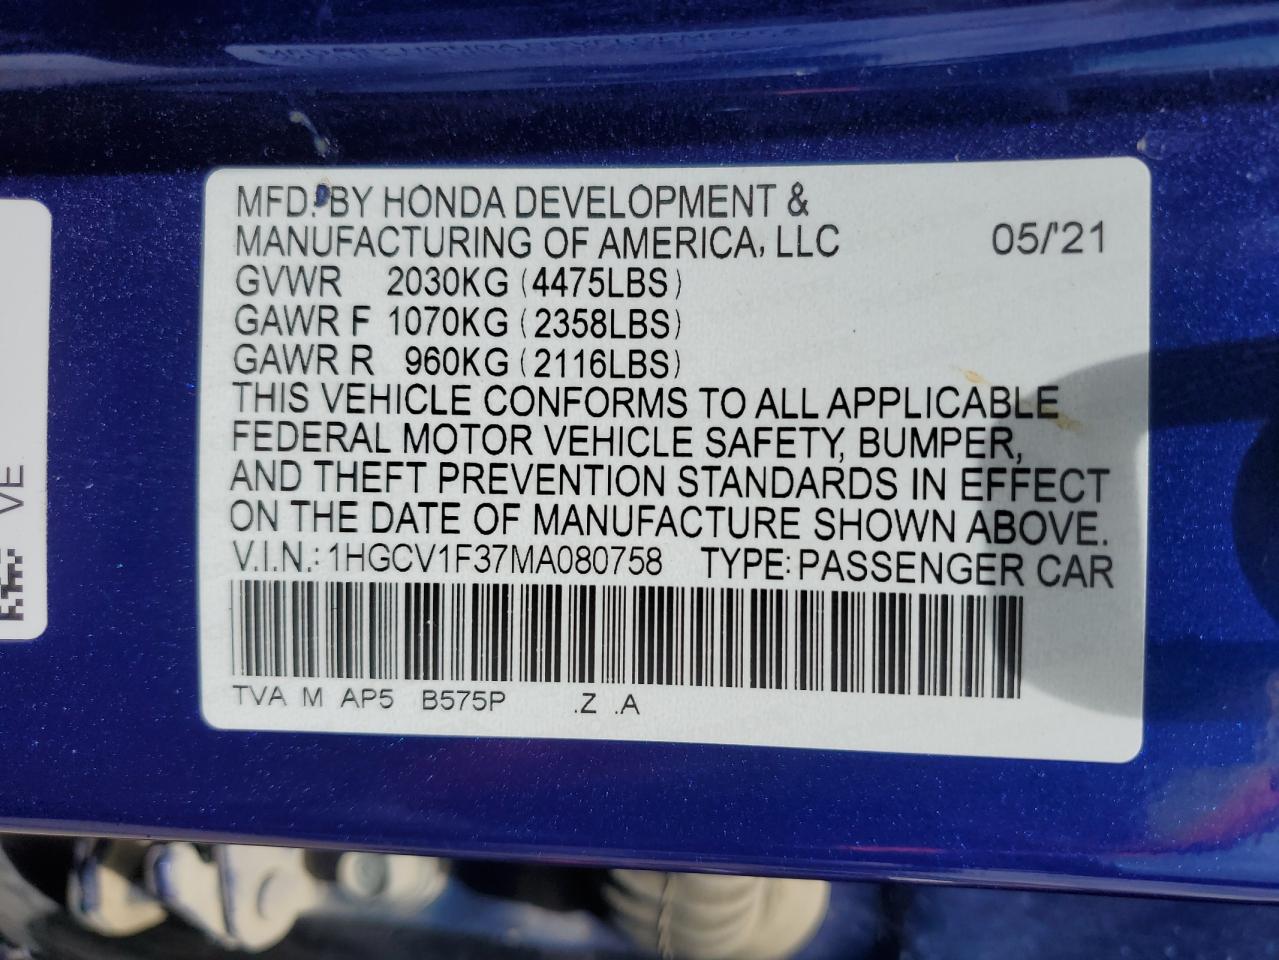 MFD. BY HONDA DEVELOPMENT &
MANUFACTURING OF AMERICA, LLC 05/'21
GVWR 2030KG (4475LBS)
GAWR F 1070KG (2358LBS)
GAWR R 960KG (2116LBS)
THIS VEHICLE CONFORMS TO ALL APPLICABLE
FEDERAL MOTOR VEHICLE SAFETY, BUMPER,
AND THEFT PREVENTION STANDARDS IN EFFECT
ON THE DATE OF MANUFACTURE SHOWN ABOVE.
V.I.N.: 1HGCV1F37MA080758 TYPE: PASSENGER CAR
TVA M AP5 B575P .Z .A
VE